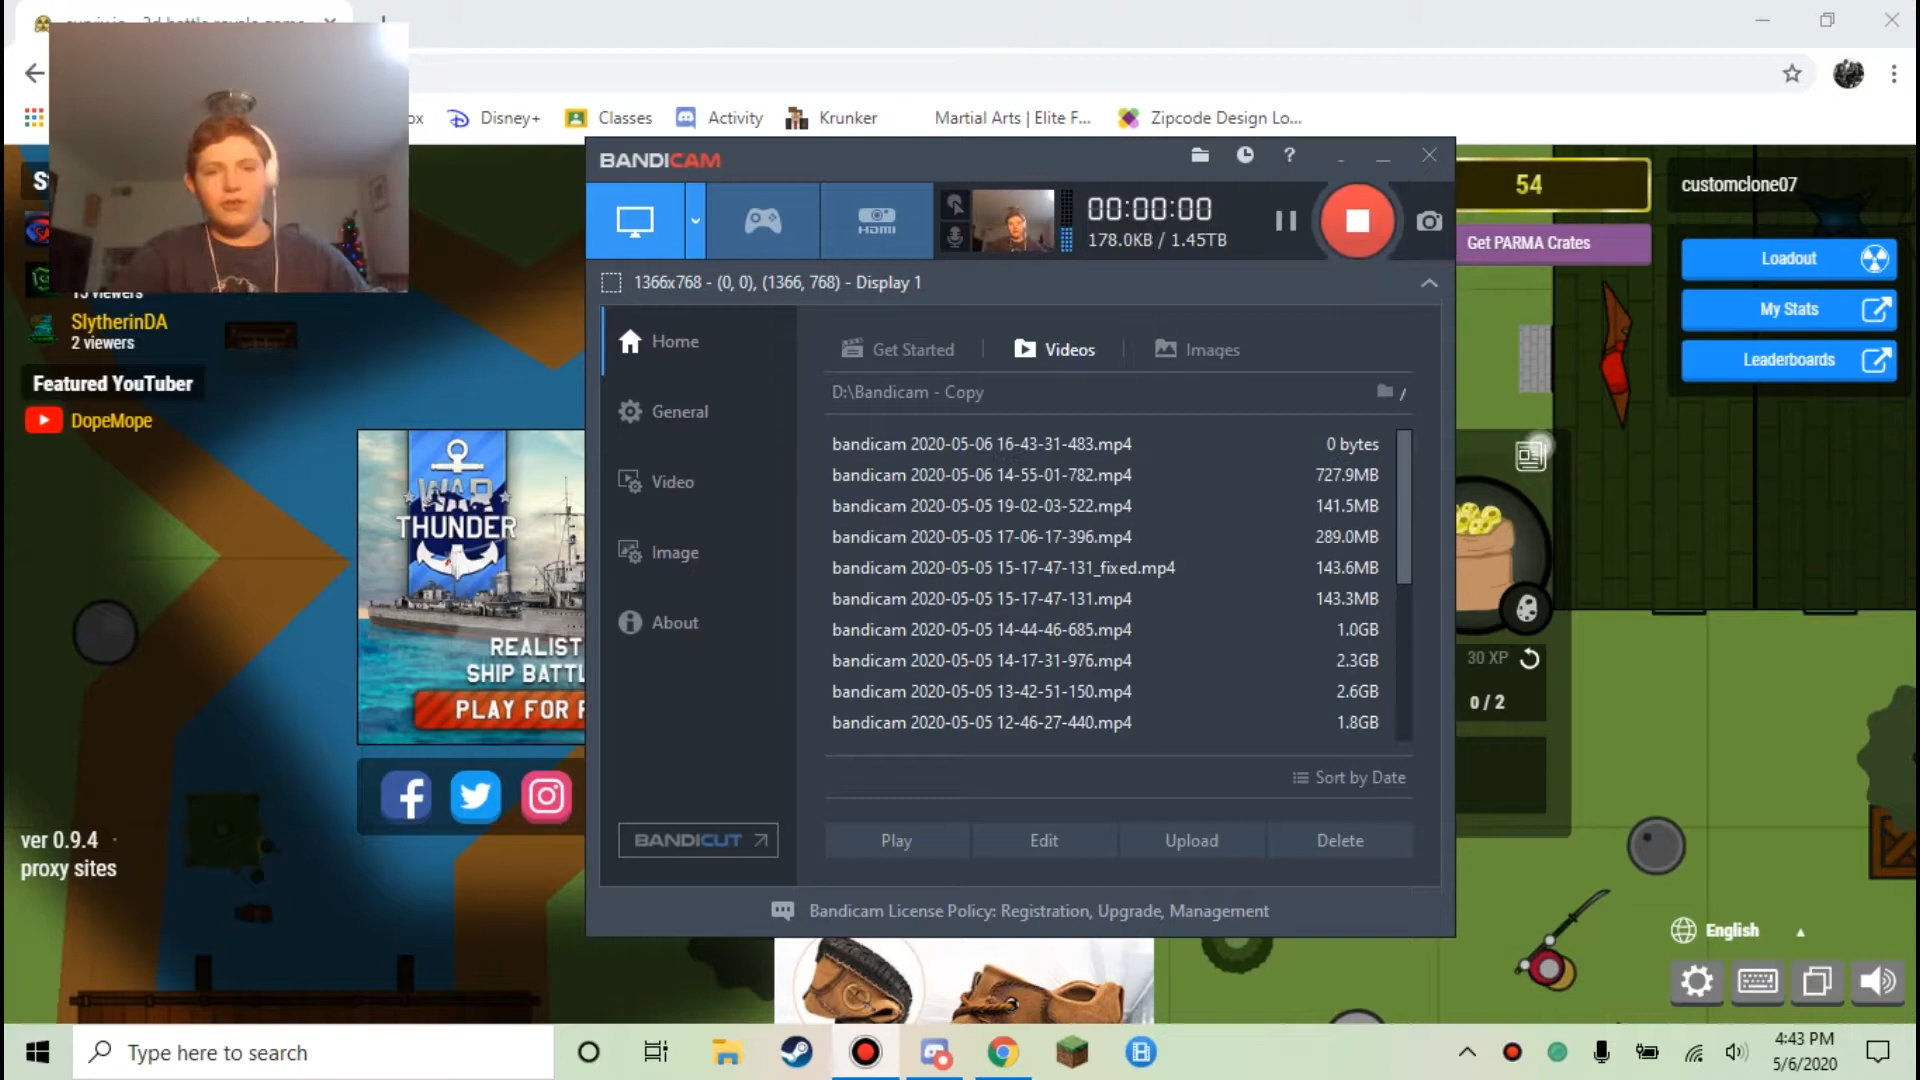 surviv.io - 2d battle royale game
ox
Disney+
Classes
Activity
Krunker
Martial Arts | Elite F...
Zipcode Design Lo...
BANDICAM
HDMI
00:00:00
178.0KB / 1.45TB
1366x768 - (0, 0), (1366, 768) - Display 1
Home
General
Video
Image
About
BANDICUT
Get Started
Videos
Images
D:\Bandicam - Copy
/
bandicam 2020-05-06 16-43-31-483.mp4 0 bytes
bandicam 2020-05-06 14-55-01-782.mp4 727.9MB
bandicam 2020-05-05 19-02-03-522.mp4 141.5MB
bandicam 2020-05-05 17-06-17-396.mp4 289.0MB
bandicam 2020-05-05 15-17-47-131_fixed.mp4 143.6MB
bandicam 2020-05-05 15-17-47-131.mp4 143.3MB
bandicam 2020-05-05 14-44-46-685.mp4 1.0GB
bandicam 2020-05-05 14-17-31-976.mp4 2.3GB
bandicam 2020-05-05 13-42-51-150.mp4 2.6GB
bandicam 2020-05-05 12-46-27-440.mp4 1.8GB
Sort by Date
Play
Edit
Upload
Delete
Bandicam License Policy: Registration, Upgrade, Management
viewers
SlytherinDA
2 viewers
Featured YouTuber
DopeMope
WAR
THUNDER
REALIST
SHIP BATTL
PLAY FOR F
ver 0.9.4
proxy sites
54
Get PARMA Crates
customclone07
Loadout
My Stats
Leaderboards
30 XP
0 / 2
English
Type here to search
4:43 PM
5/6/2020